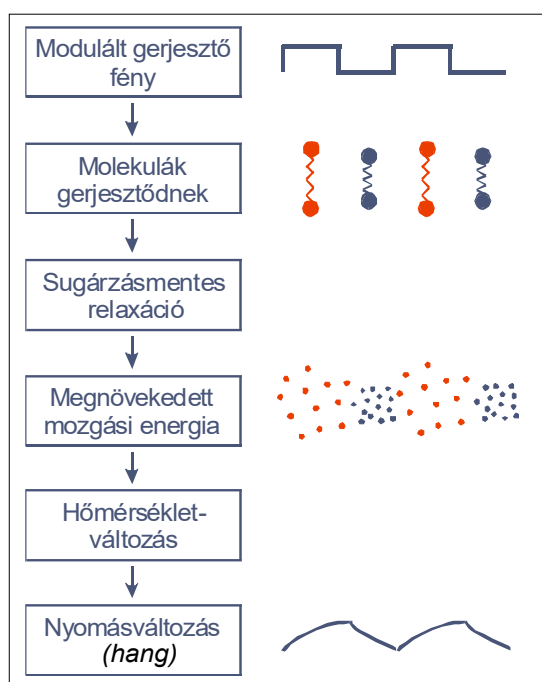 Modulált gerjesztő
fény
Molekulák
gerjesztődnek
Sugárzásmentes
relaxáció
Megnövekedett
mozgási energia
Hőmérséklet-
változás
Nyomásváltozás
(hang)